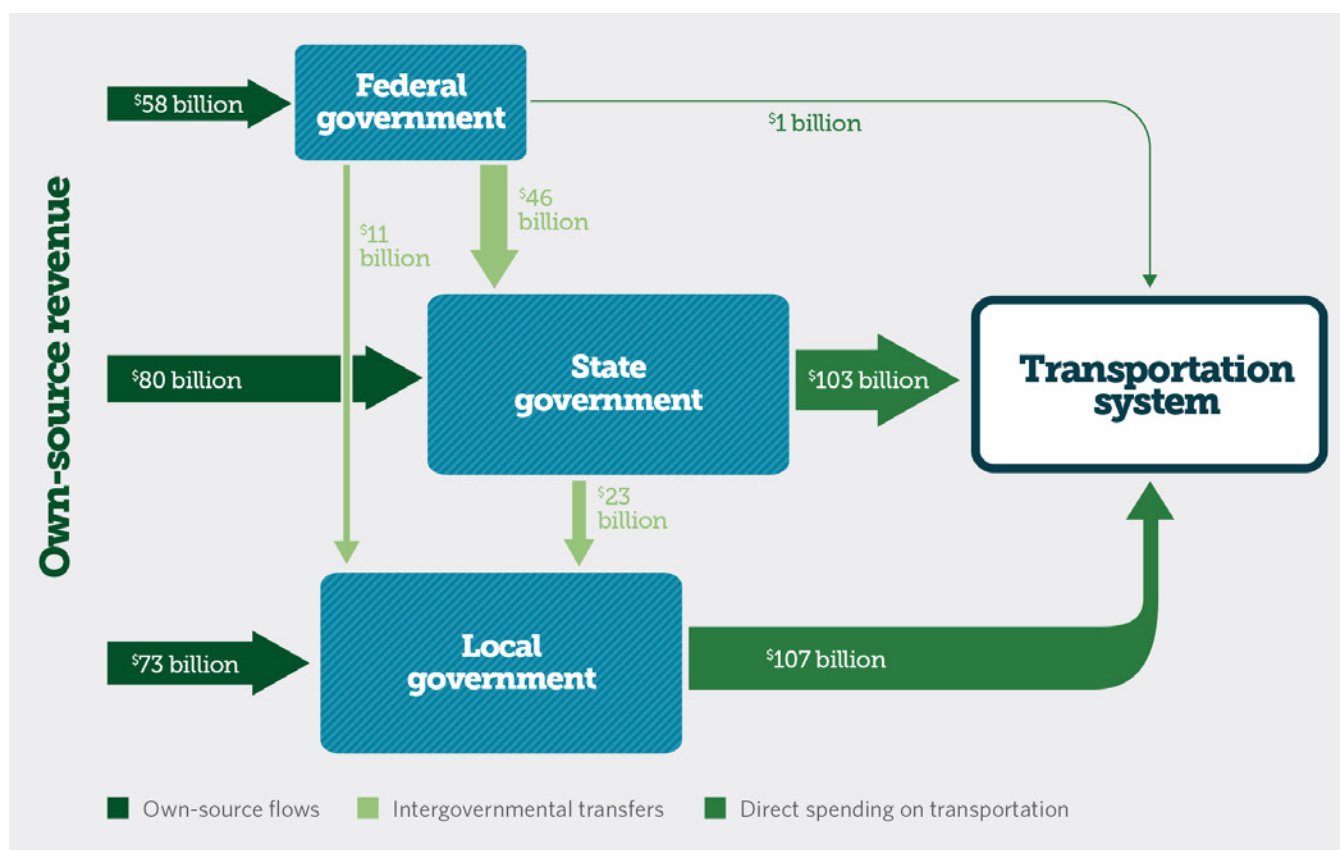 Own-source revenue
$58 billion
Federal
government
$1 billion
$11
billion
$46
billion
$80 billion
State
government
$103 billion
Transportation
system
$23
billion
$73 billion
Local
government
$107 billion
Own-source flows
Intergovernmental transfers
Direct spending on transportation